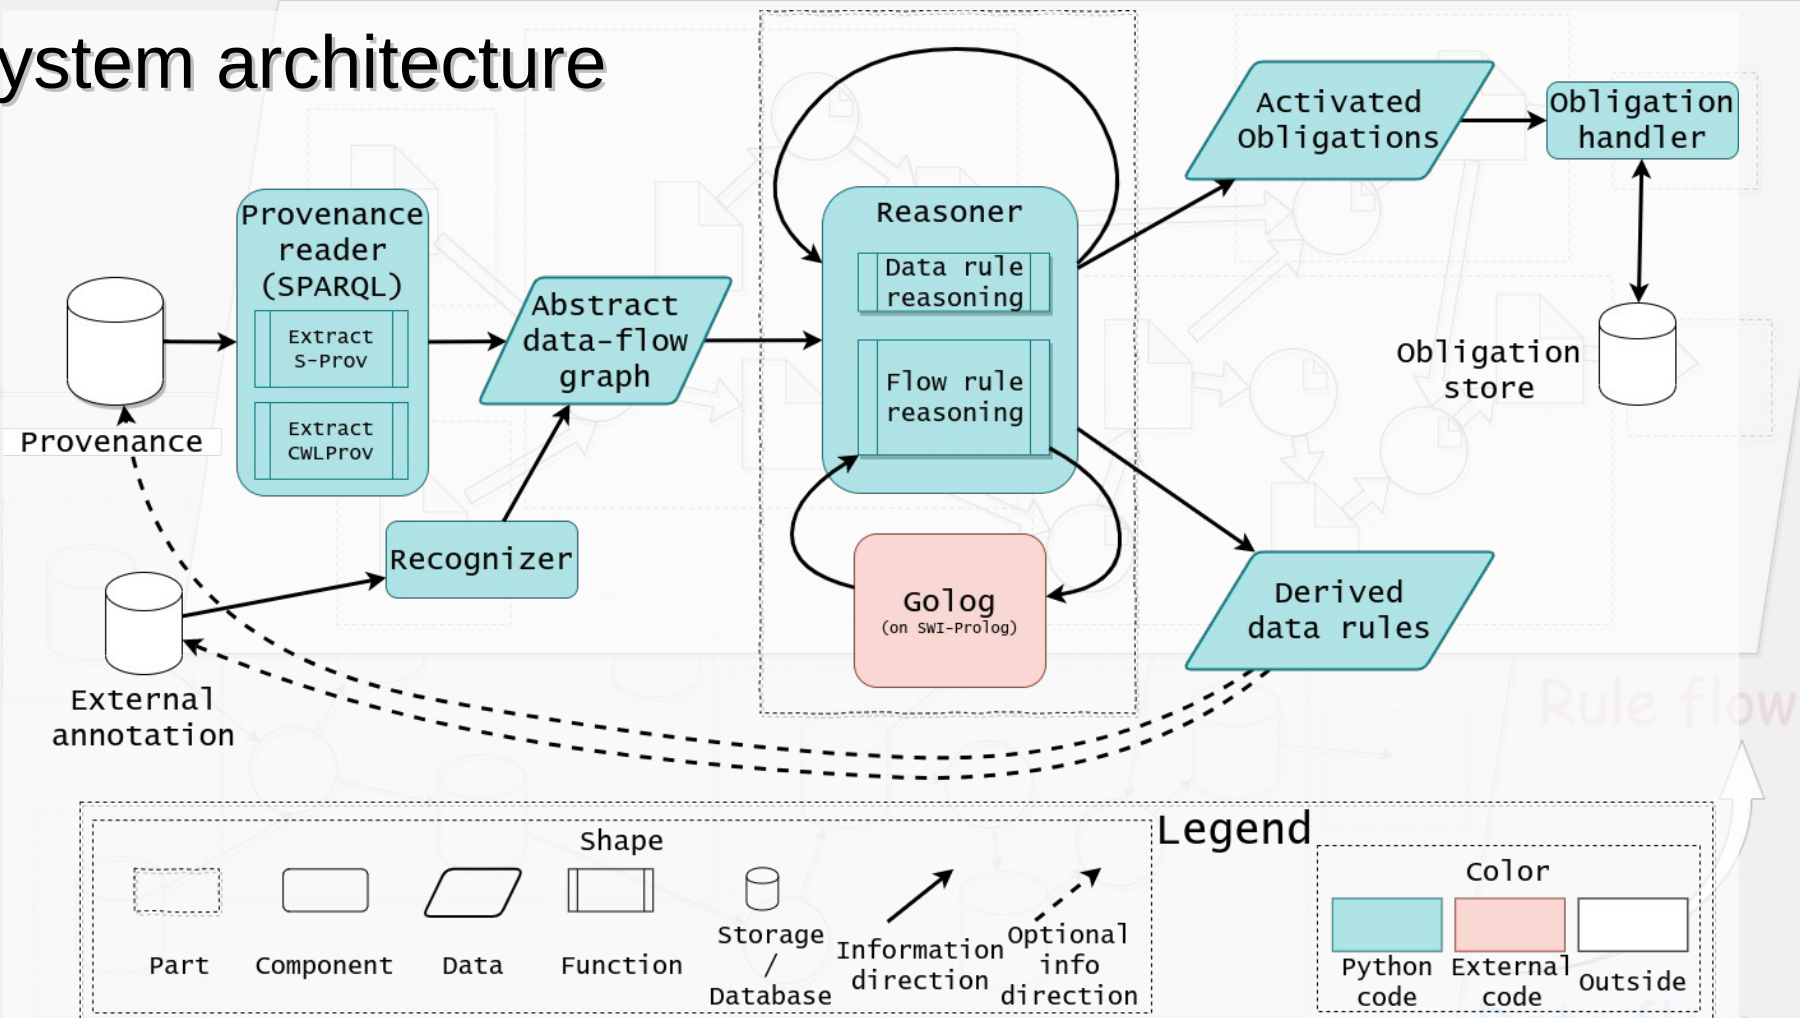 ystem architecture
Activated
Obligations
Obligation
handler
Provenance
reader
(SPARQL)
Extract
S-Prov
Extract
CWLProv
Reasoner
Data rule
reasoning
Flow rule
reasoning
Abstract
data-flow
graph
Obligation
store
Provenance
Recognizer
Golog
(on SWI-Prolog)
Derived
data rules
External
annotation
Rule flow
Legend
Shape
Part
Component
Data
Function
Storage
/
Database
Information
direction
Optional
info
direction
Color
Python
code
External
code
Outside